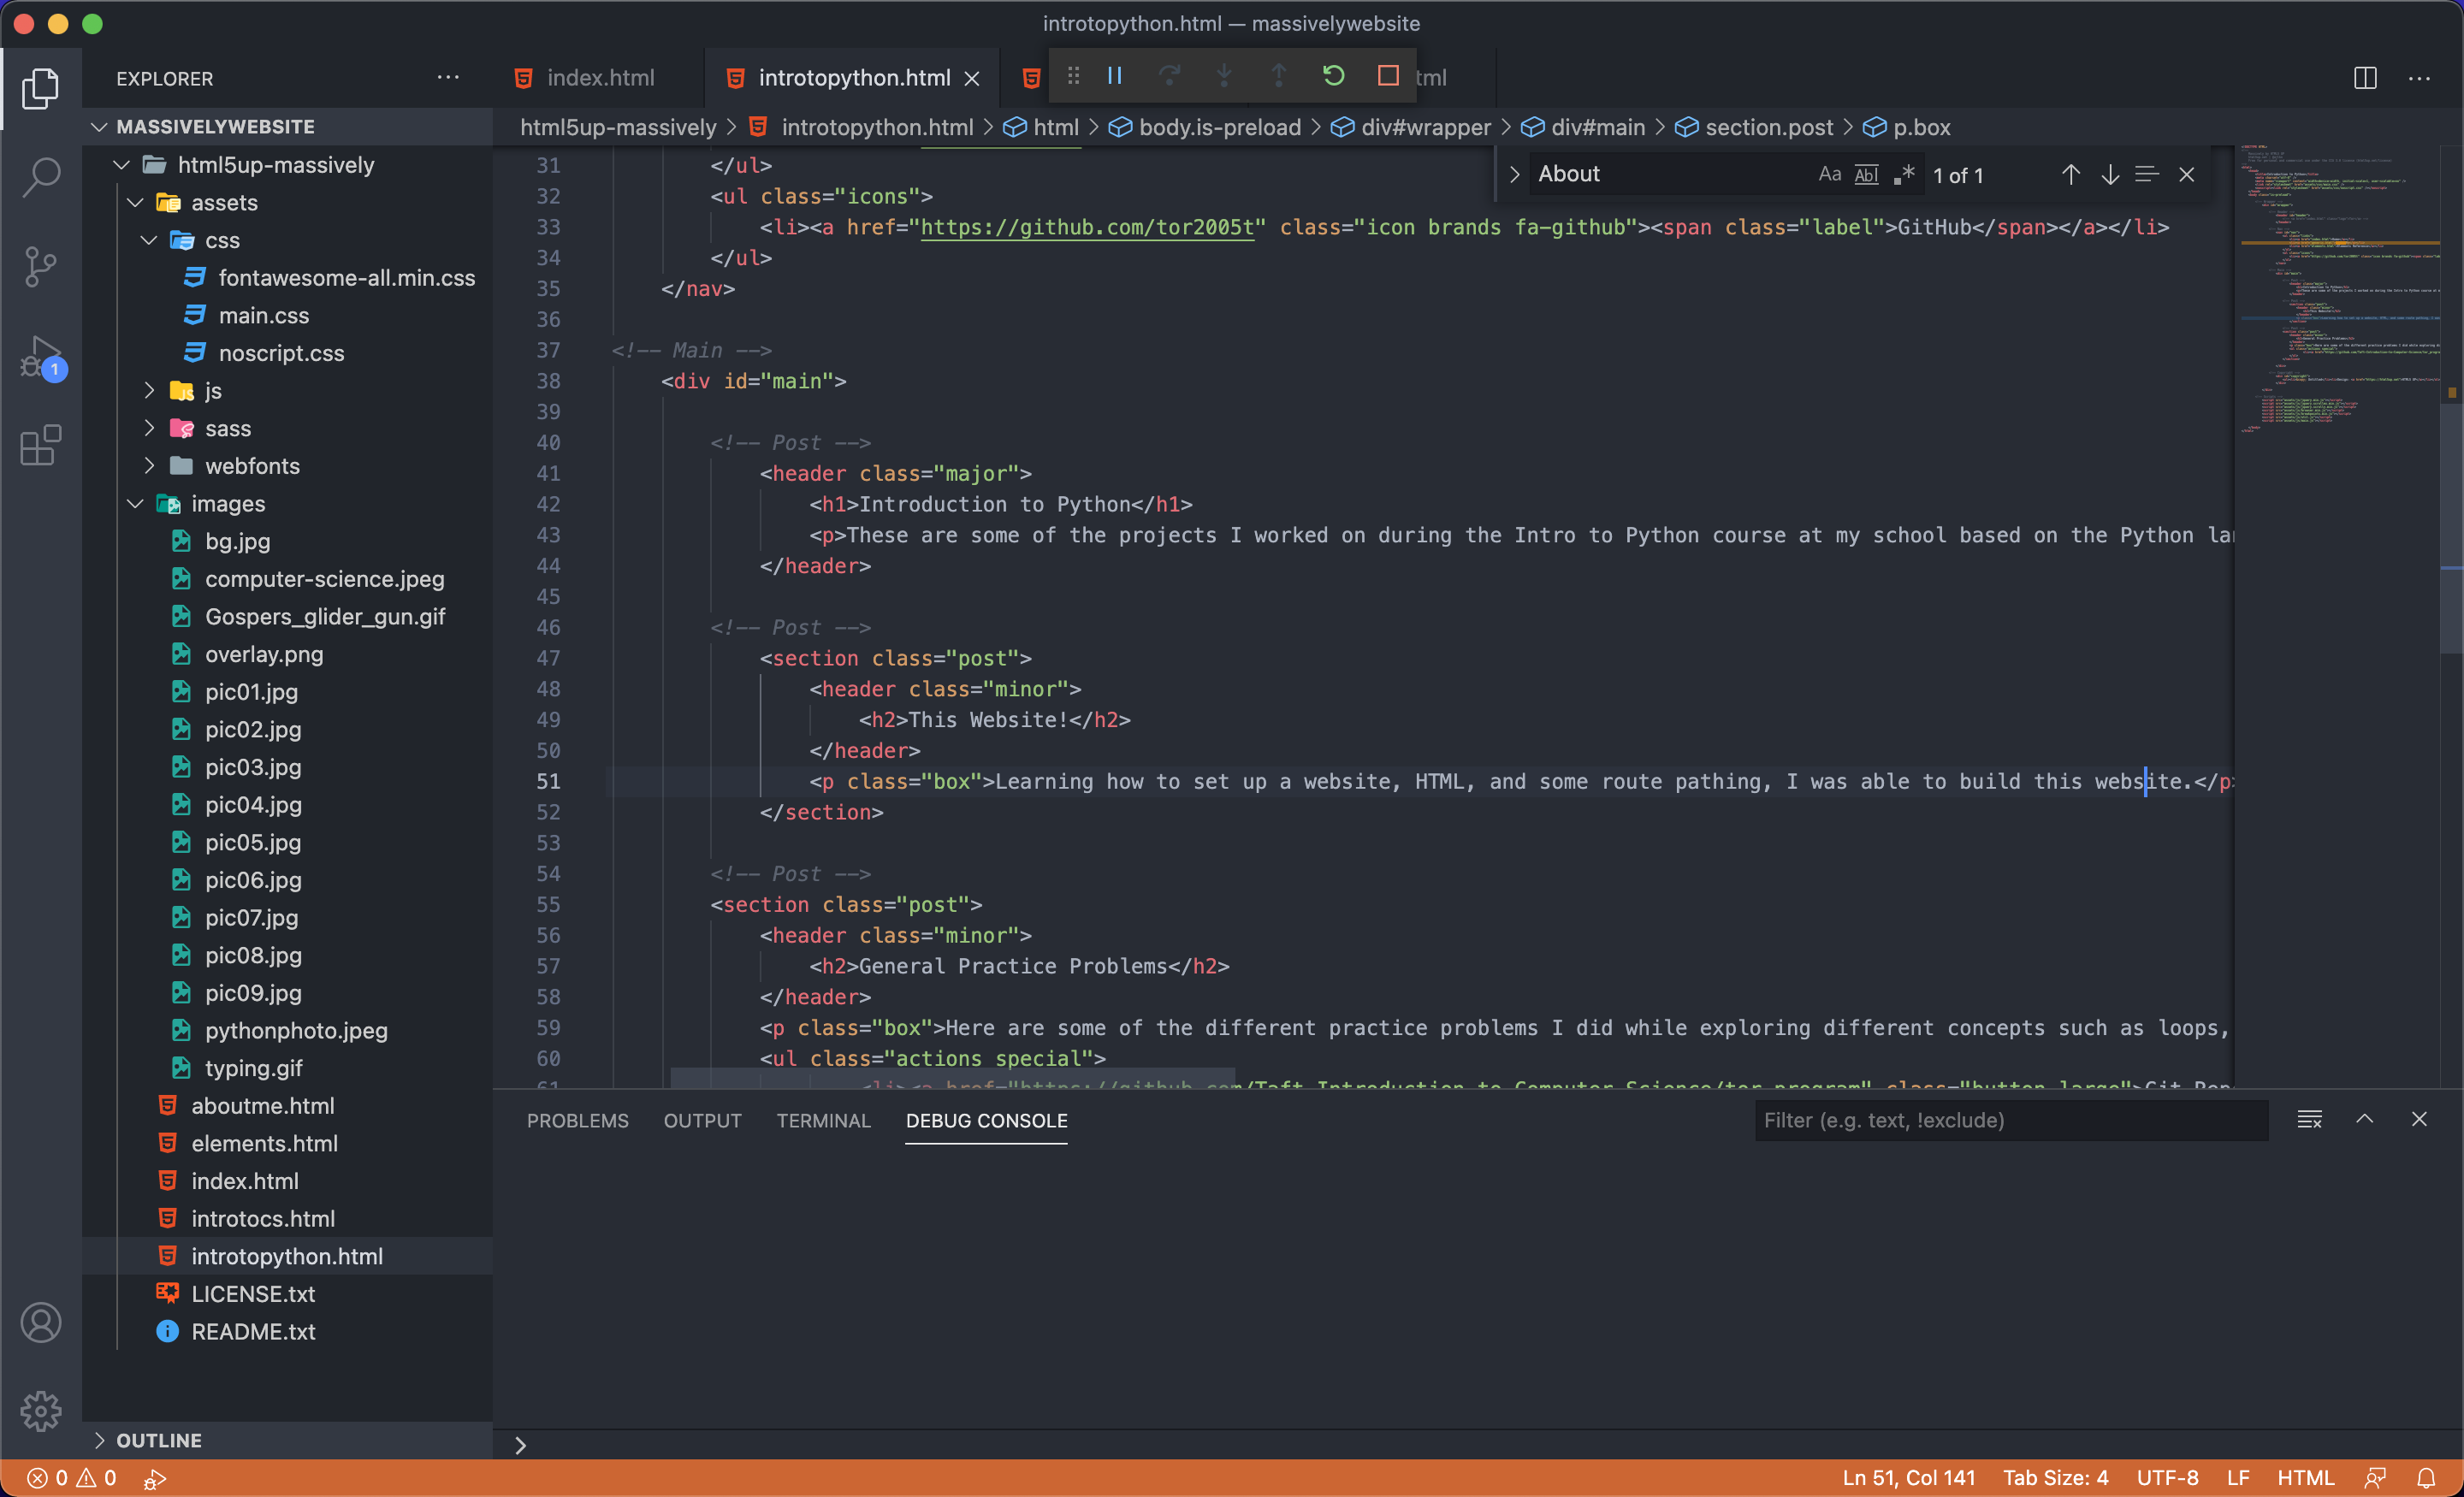 introtopython.html — massivelywebsite
EXPLORER
MASSIVELYWEBSITE
html5up-massively
assets
css
fontawesome-all.min.css
main.css
noscript.css
js
sass
webfonts
images
bg.jpg
computer-science.jpeg
Gospers_glider_gun.gif
overlay.png
pic01.jpg
pic02.jpg
pic03.jpg
pic04.jpg
pic05.jpg
pic06.jpg
pic07.jpg
pic08.jpg
pic09.jpg
pythonphoto.jpeg
typing.gif
aboutme.html
elements.html
index.html
introtocs.html
introtopython.html
LICENSE.txt
README.txt
OUTLINE
1
index.html introtopython.html
html5up-massively > introtopython.html > html > body.is-preload > div#wrapper > div#main > section.post > p.box
About Aa Abl .* 1 of 1
31 </ul>
32 <ul class="icons">
33 <li><a href="https://github.com/tor2005t" class="icon brands fa-github"><span class="label">GitHub</span></a></li>
34 </ul>
35 </nav>
36
37 <!-- Main -->
38 <div id="main">
39
40 <!-- Post -->
41 <header class="major">
42 <h1>Introduction to Python</h1>
43 <p>These are some of the projects I worked on during the Intro to Python course at my school based on the Python
44 </header>
45
46 <!-- Post -->
47 <section class="post">
48 <header class="minor">
49 <h2>This Website!</h2>
50 </header>
51 <p class="box">Learning how to set up a website, HTML, and some route pathing, I was able to build this website.</p>
52 </section>
53
54 <!-- Post -->
55 <section class="post">
56 <header class="minor">
57 <h2>General Practice Problems</h2>
58 </header>
59 <p class="box">Here are some of the different practice problems I did while exploring different concepts such as loops,
60 <ul class="actions special">
PROBLEMS OUTPUT TERMINAL DEBUG CONSOLE
Filter (e.g. text, !exclude)
0 0
Ln 51, Col 141 Tab Size: 4 UTF-8 LF HTML